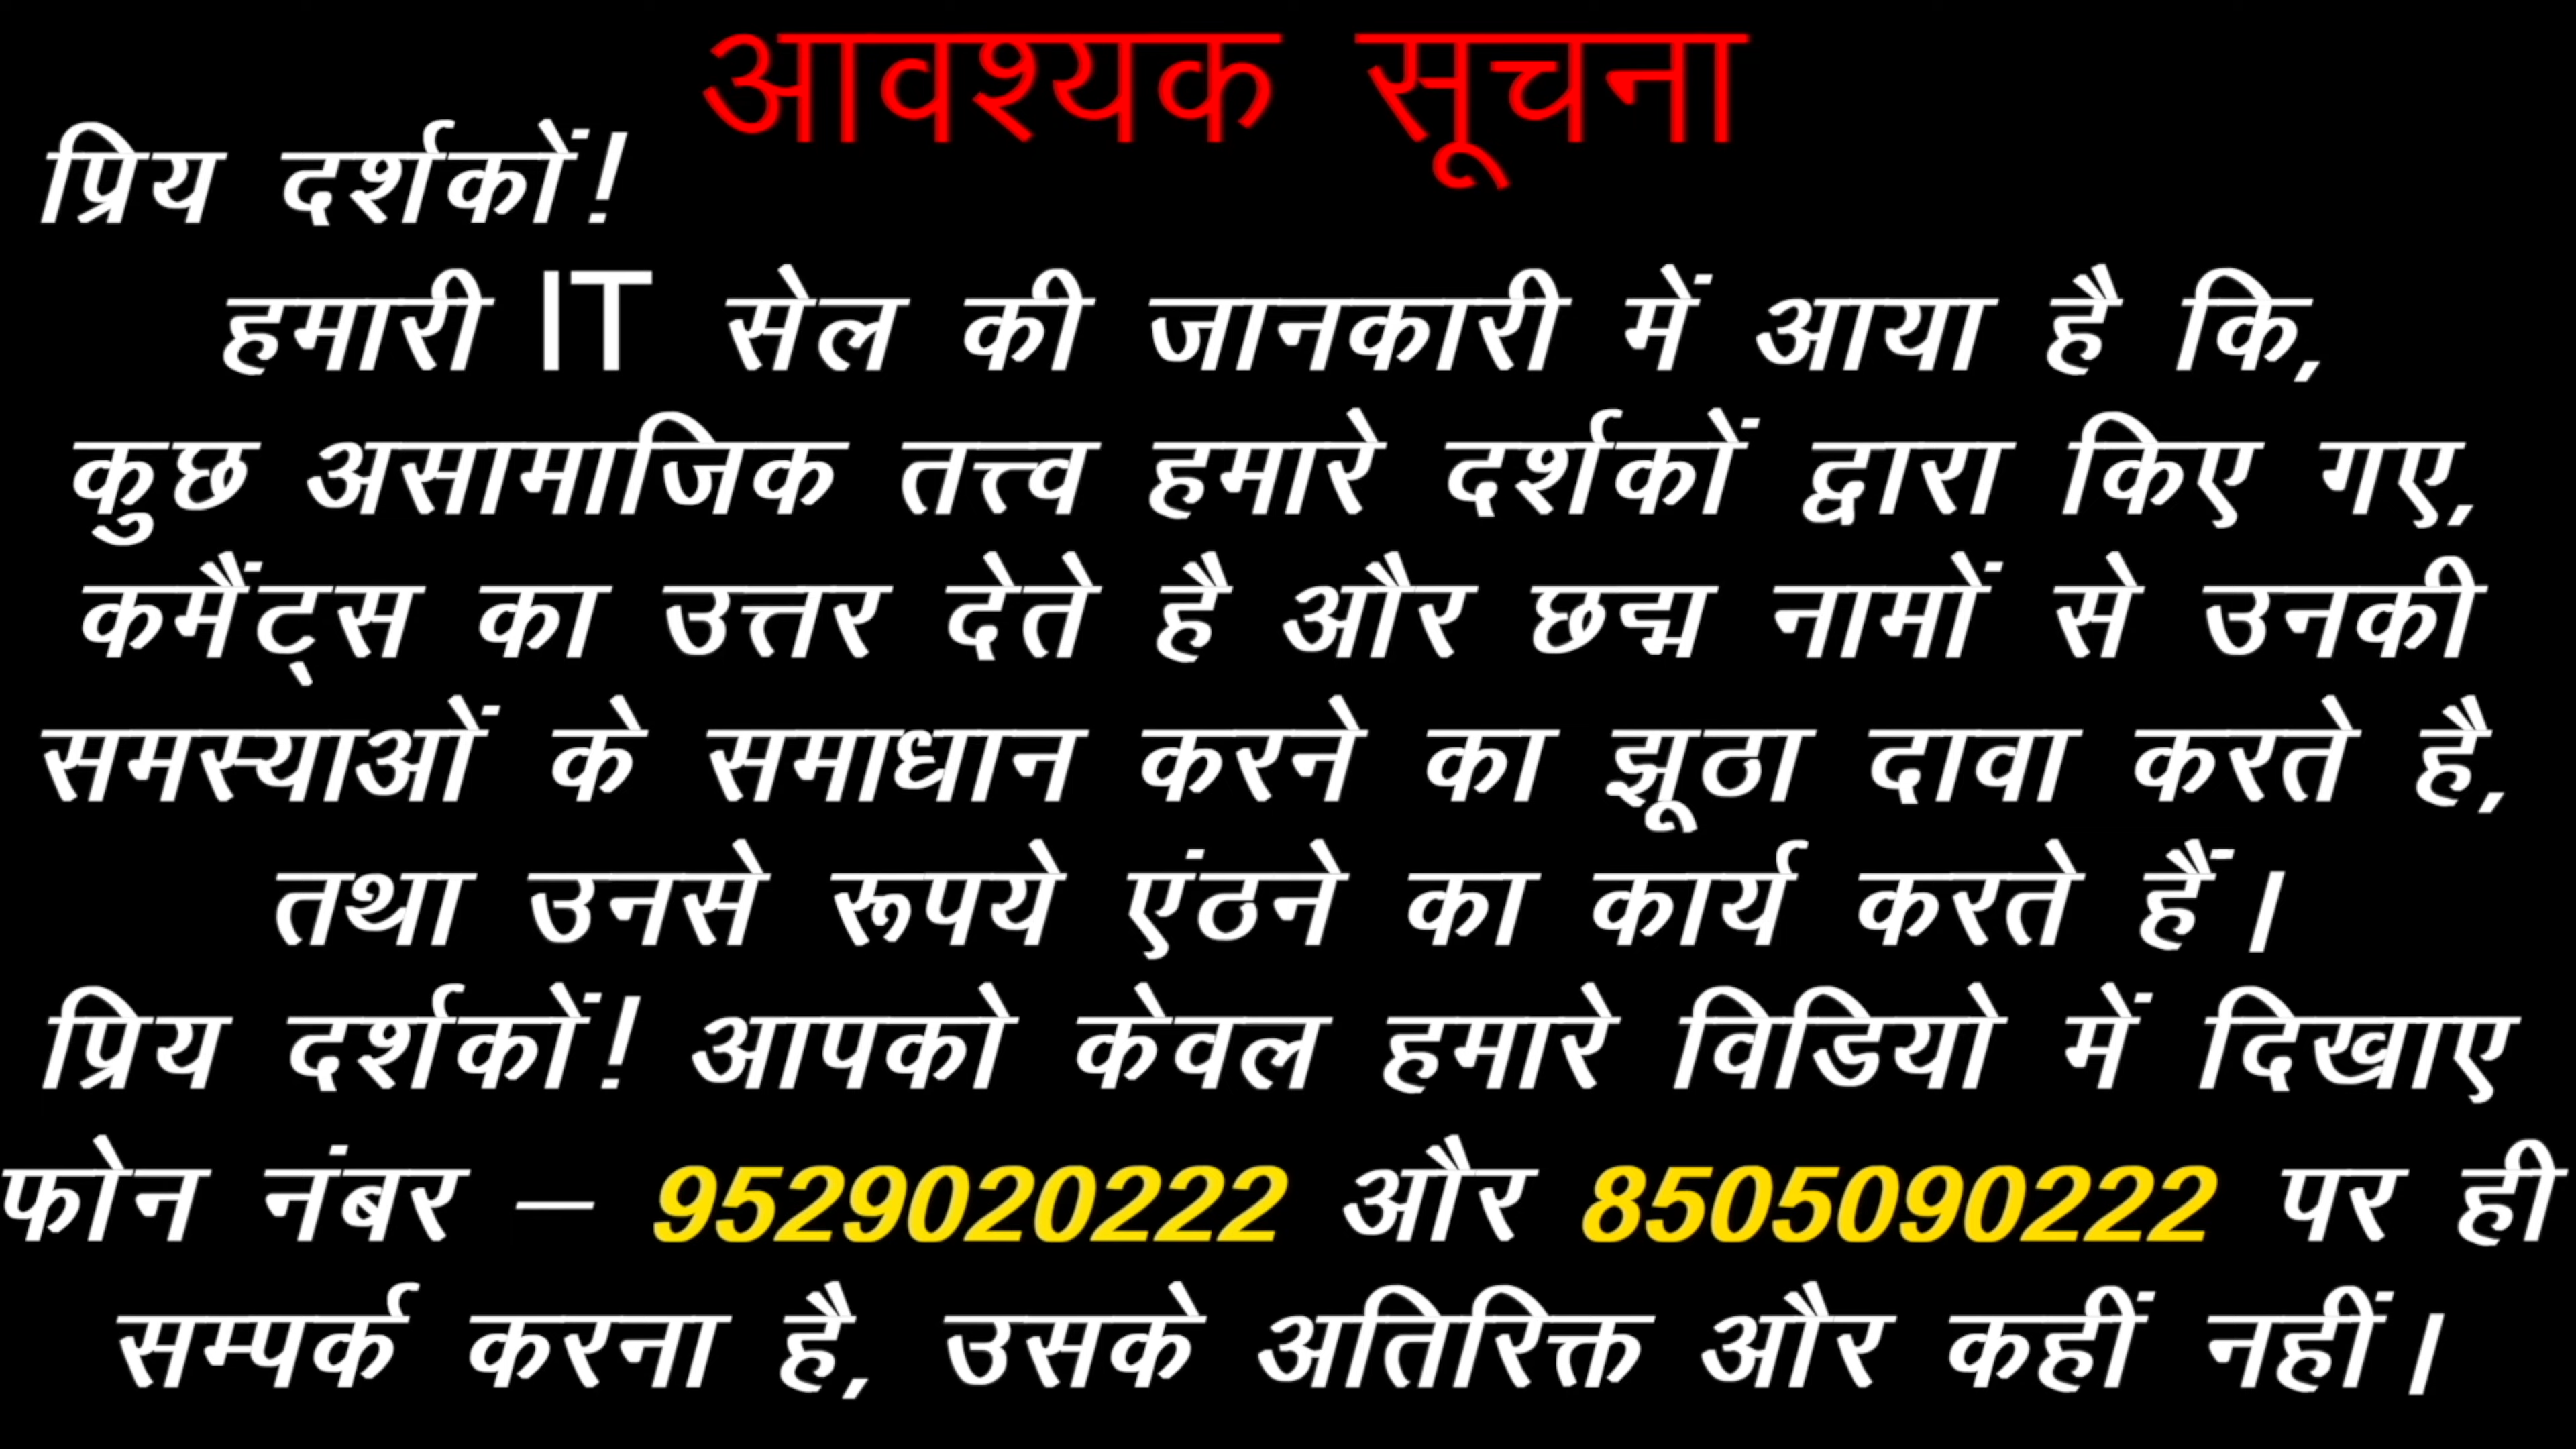 आवश्यक सूचना
प्रिय दर्शकों!
हमारी IT सेल की जानकारी में आया है कि,
कुछ असामाजिक तत्त्व हमारे दर्शकों द्वारा किए गए,
कमैंट्स का उत्तर देते है और छद्म नामों से उनकी
समस्याओं के समाधान करने का झूठा दावा करते है,
तथा उनसे रूपये एंठने का कार्य करते हैं।
प्रिय दर्शकों! आपको केवल हमारे विडियो में दिखाए
फोन नंबर – 9529020222 और 8505090222 पर ही
सम्पर्क करना है, उसके अतिरिक्त और कहीं नहीं।